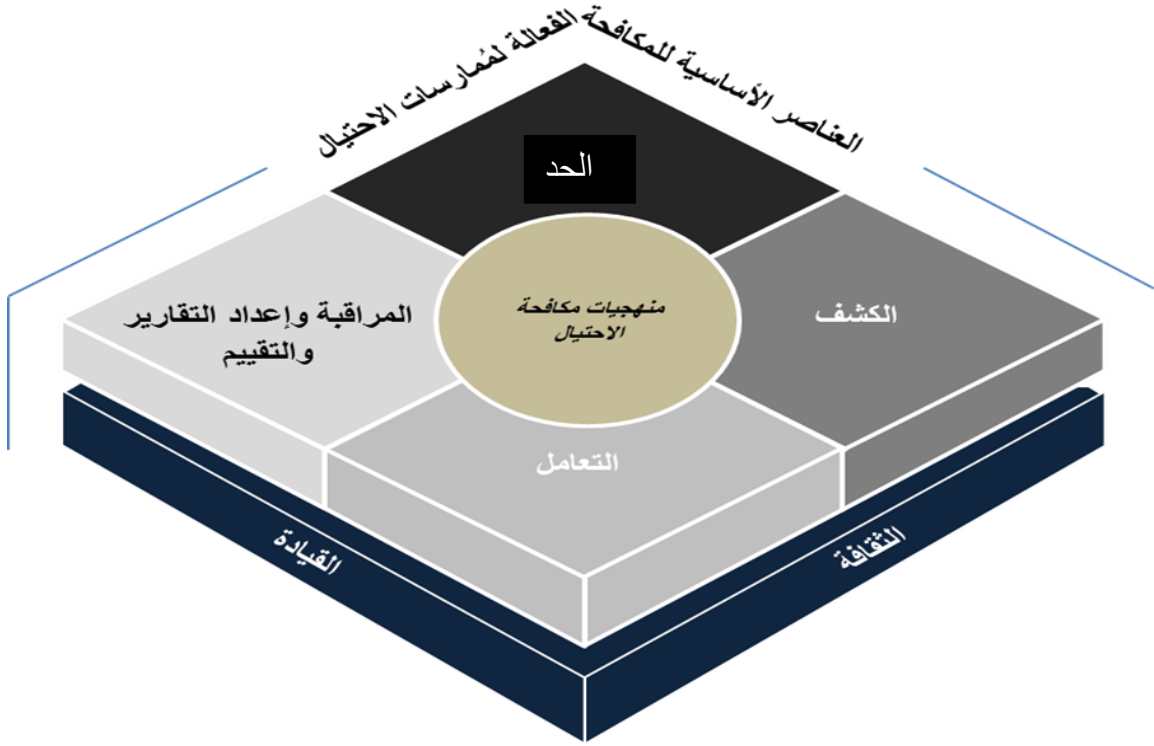 العناصر الأساسية للمكافحة الفعالة لمُمارسات الاحتيال
الحد
الكشف
منهجيات مكافحة
الاحتيال
المراقبة وإعداد التقارير
والتقييم
التعامل
الثقافة
القيادة